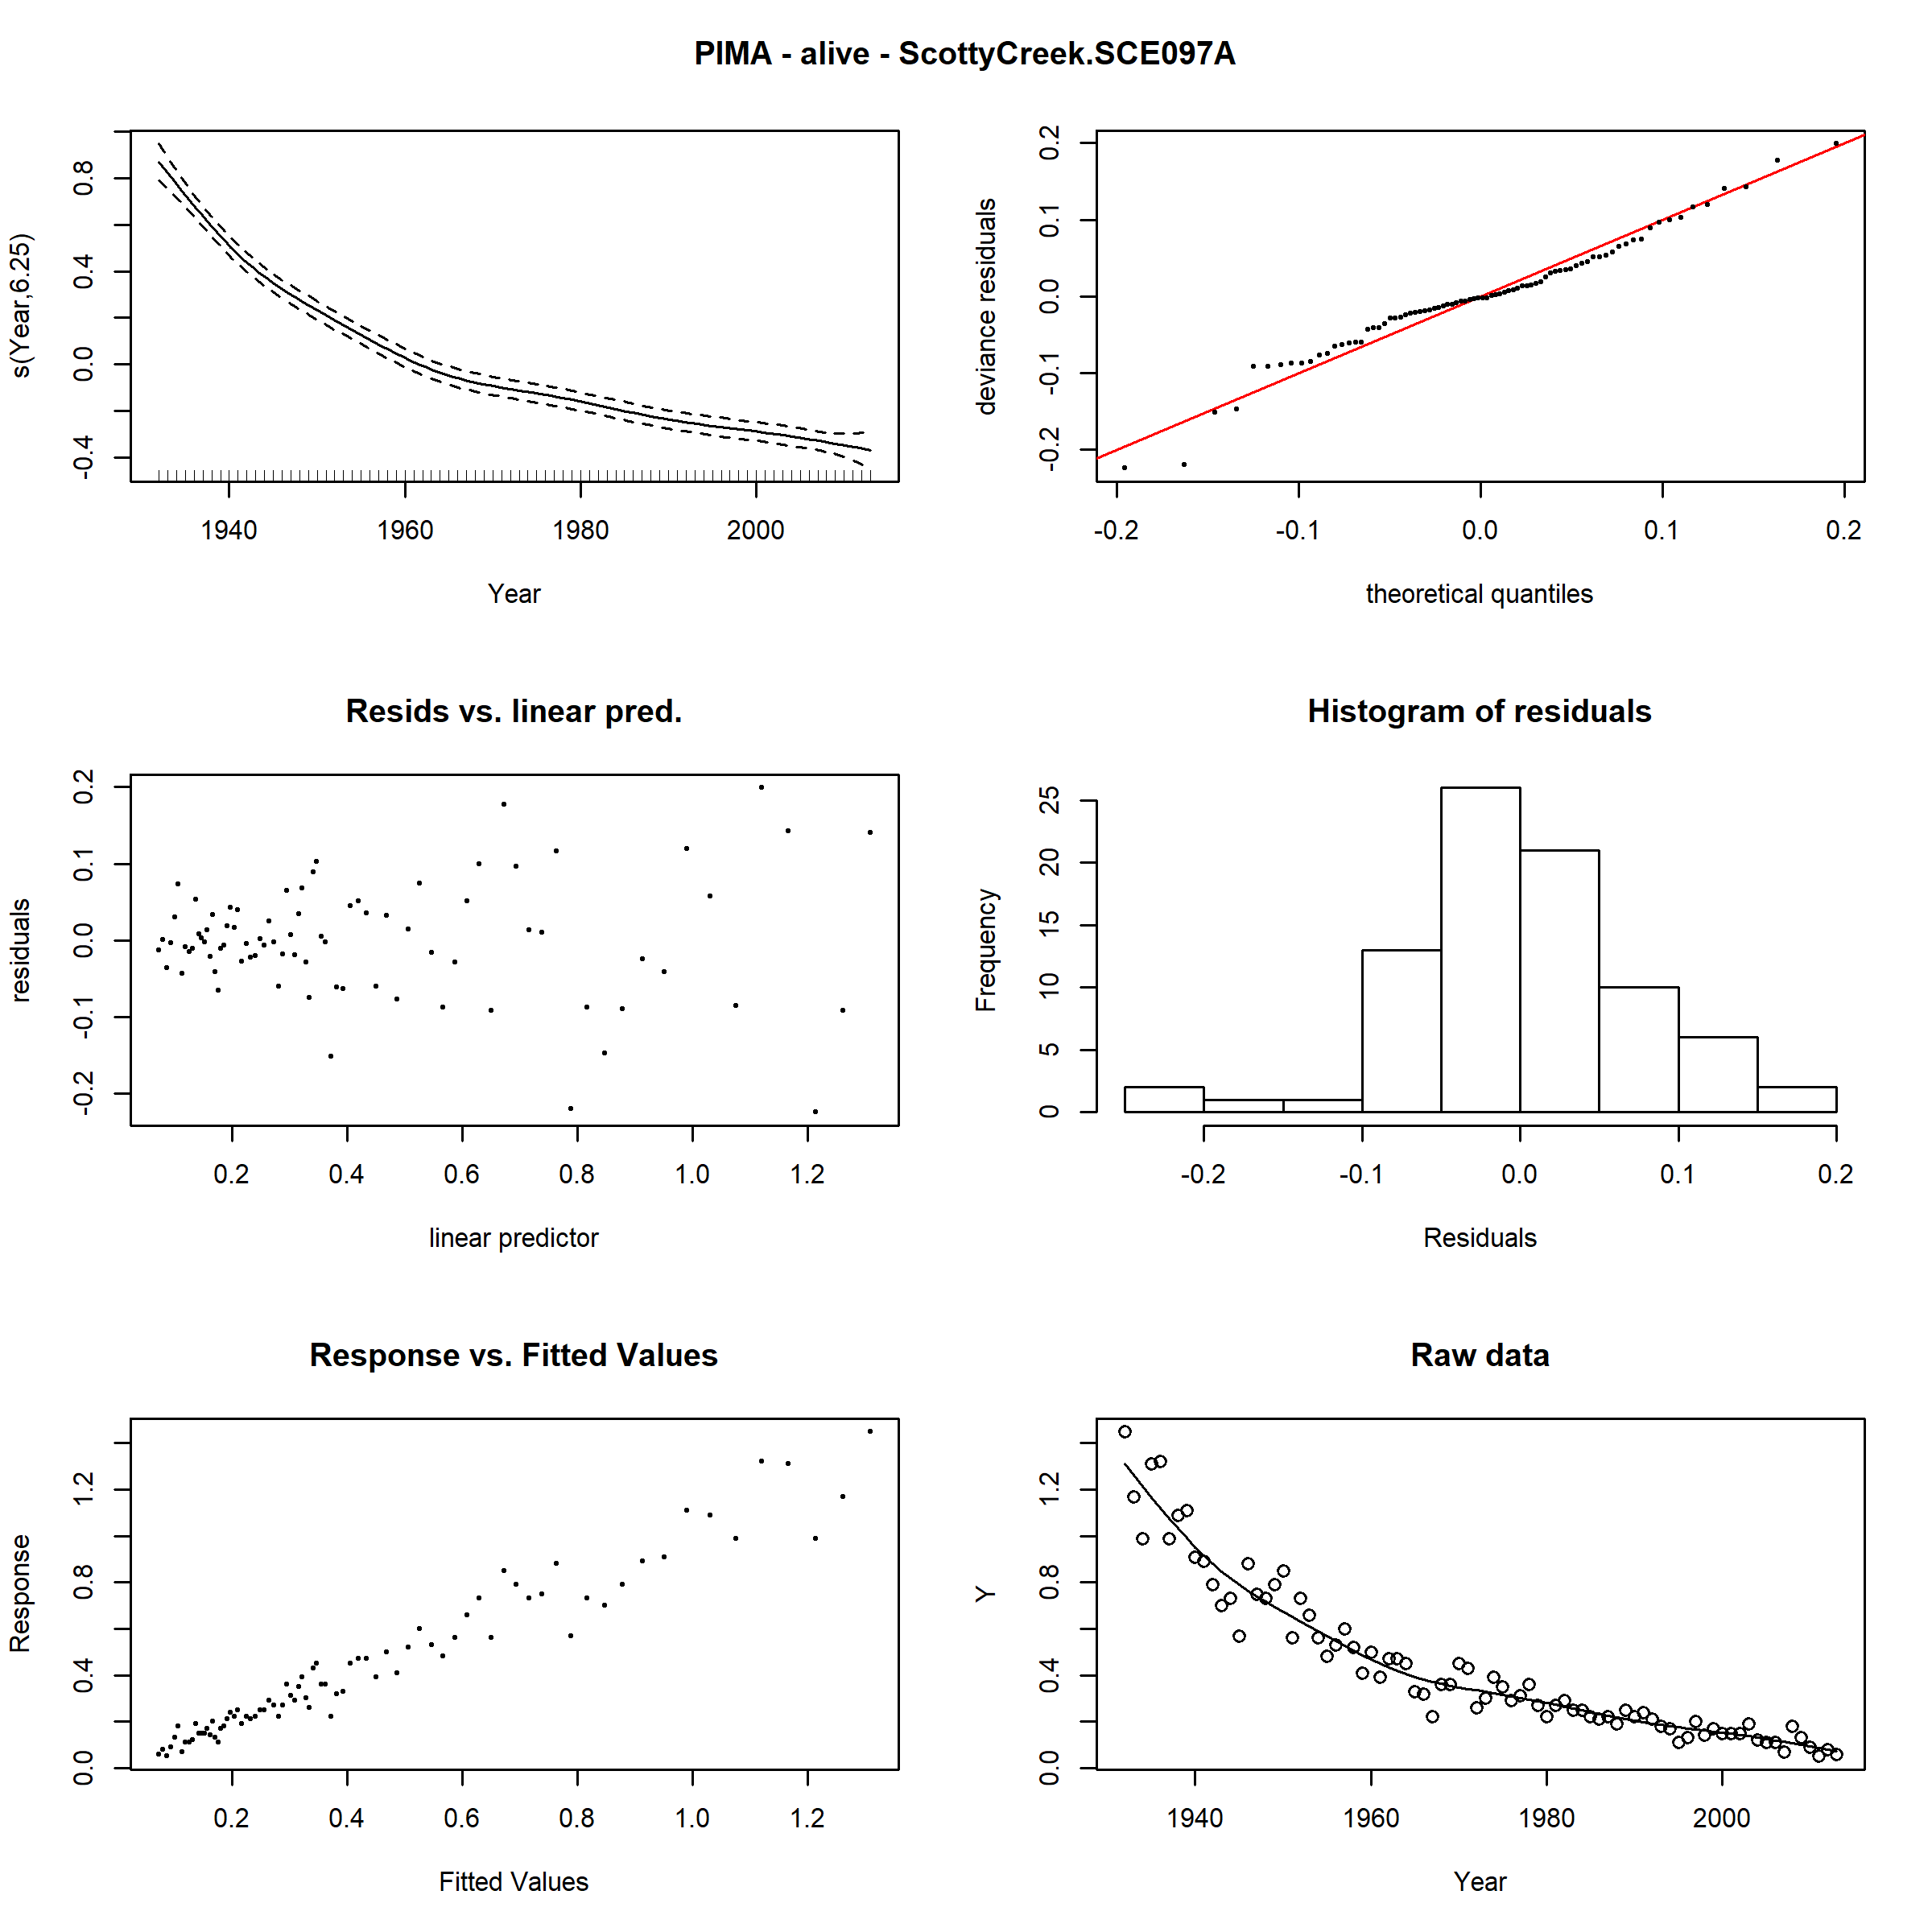 PIMA - alive - ScottyCreek.SCE097A
s(Year,6.25)
-0.4 0.0 0.4 0.8
1940 1960 1980 2000
Year
deviance residuals
-0.2 -0.1 0.0 0.1 0.2
-0.2 -0.1 0.0 0.1 0.2
theoretical quantiles
Resids vs. linear pred.
residuals
-0.2 -0.1 0.0 0.1 0.2
0.2 0.4 0.6 0.8 1.0 1.2
linear predictor
Histogram of residuals
Frequency
0 5 10 15 20 25
-0.2 -0.1 0.0 0.1 0.2
Residuals
Response vs. Fitted Values
Response
0.0 0.4 0.8 1.2
0.2 0.4 0.6 0.8 1.0 1.2
Fitted Values
Raw data
Y
0.0 0.4 0.8 1.2
1940 1960 1980 2000
Year